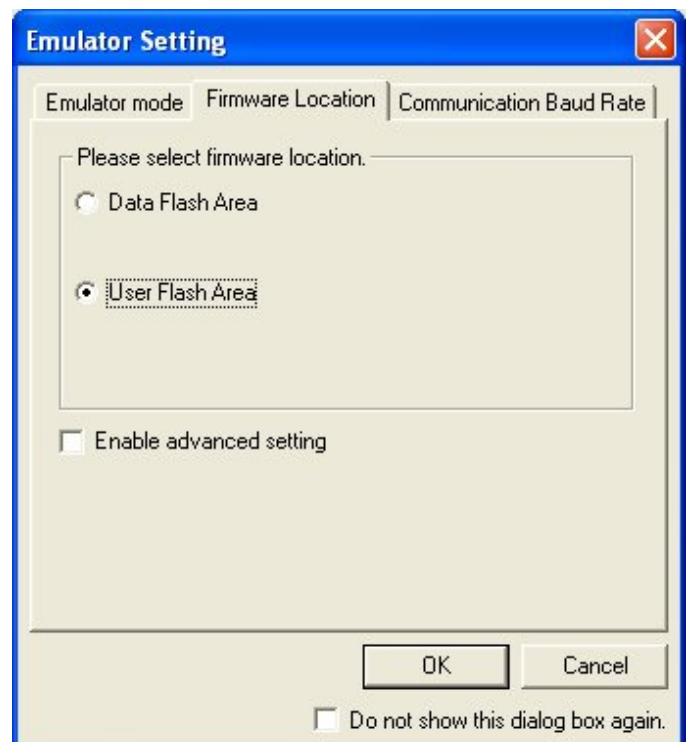 Emulator Setting
Emulator mode Firmware Location Communication Baud Rate
Please select firmware location.
Data Flash Area
User Flash Area
Enable advanced setting
OK Cancel
Do not show this dialog box again.